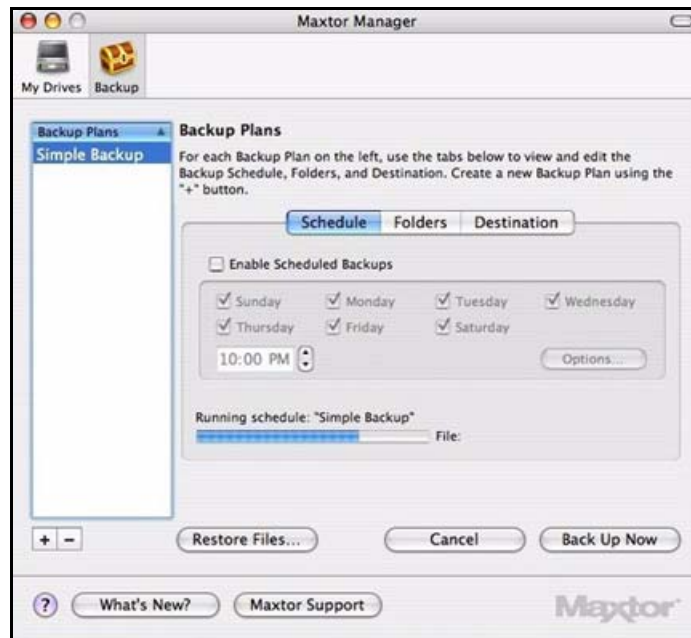 Maxtor Manager
My Drives Backup
Backup Plans
Simple Backup
Backup Plans
For each Backup Plan on the left, use the tabs below to view and edit the
Backup Schedule, Folders, and Destination. Create a new Backup Plan using the
"+" button.
Schedule Folders Destination
Enable Scheduled Backups
Sunday Monday Tuesday Wednesday
Thursday Friday Saturday
10:00 PM Options...
Running schedule: "Simple Backup"
File:
+ − Restore Files... Cancel Back Up Now
? What's New? Maxtor Support Maxtor